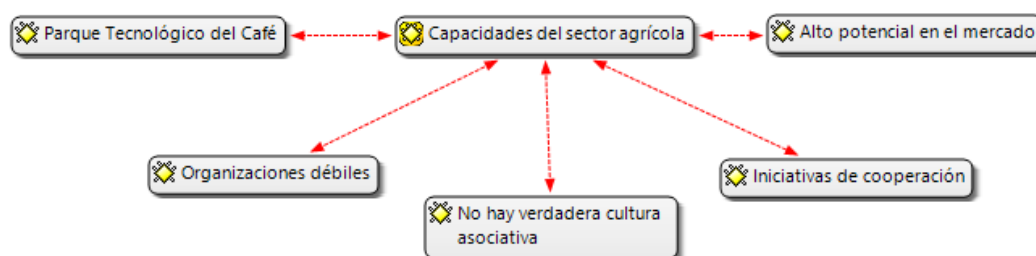 Parque Tecnológico del Café
Capacidades del sector agrícola
Alto potencial en el mercado
Organizaciones débiles
No hay verdadera cultura
asociativa
Iniciativas de cooperación